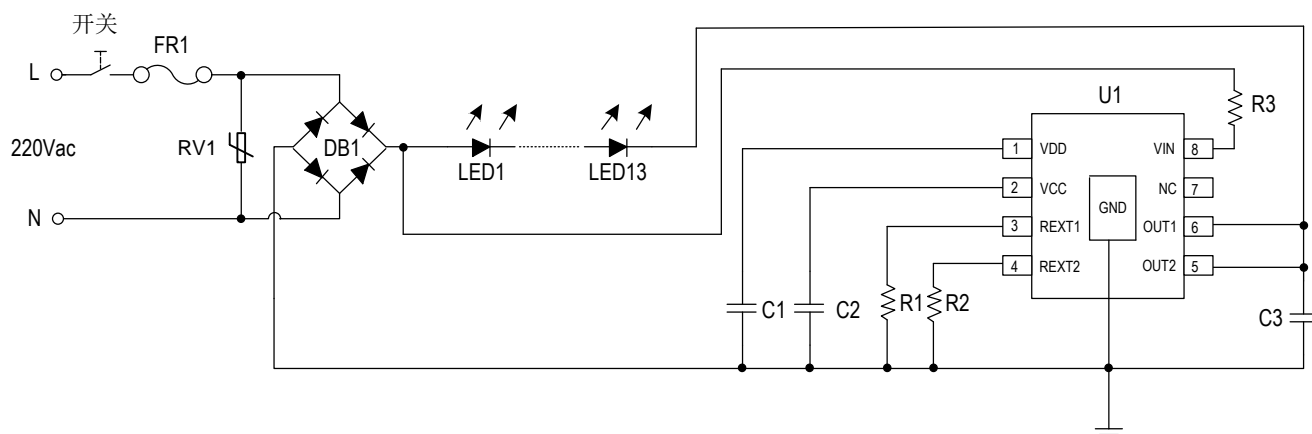 开关
FR1
L
220Vac
RV1
DB1
N
LED1
LED13
U1
R3
1 VDD
VIN 8
2 VCC
NC 7
GND
3 REXT1
OUT1 6
4 REXT2
OUT2 5
C1
C2
R1
R2
C3